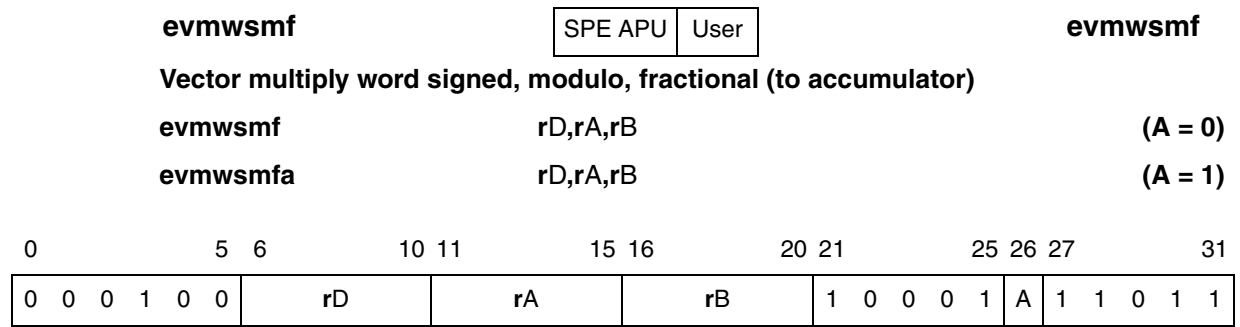 evmwsmf SPE APU User evmwsmf
Vector multiply word signed, modulo, fractional (to accumulator)
evmwsmf rD,rA,rB (A = 0)
evmwsmfa rD,rA,rB (A = 1)
0 5 6 10 11 15 16 20 21 25 26 27 31
0 0 0 1 0 0 rD rA rB 1 0 0 0 1 A 1 1 0 1 1